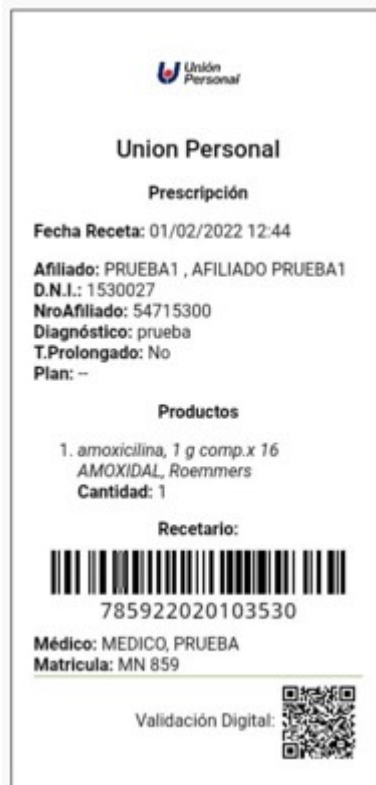 Unión
Personal
Union Personal
Prescripción
Fecha Receta: 01/02/2022 12:44
Afiliado: PRUEBA1 , AFILIADO PRUEBA1
D.N.I.: 1530027
NroAfiliado: 54715300
Diagnóstico: prueba
T.Prolongado: No
Plan: --
Productos
1. amoxicilina, 1 g comp.x 16
AMOXIDAL, Roemmers
Cantidad: 1
Recetario:
785922020103530
Médico: MEDICO, PRUEBA
Matricula: MN 859
Validación Digital: